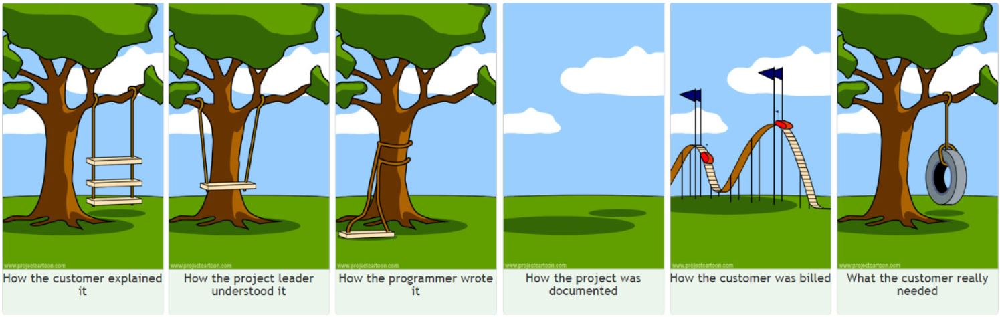 www.projectcartoon.com
How the customer explained
it
www.projectcartoon.com
How the project leader
understood it
www.projectcartoon.com
How the programmer wrote
it
www.projectcartoon.com
How the project was
documented
www.projectcartoon.com
How the customer was billed
www.projectcartoon.com
What the customer really
needed